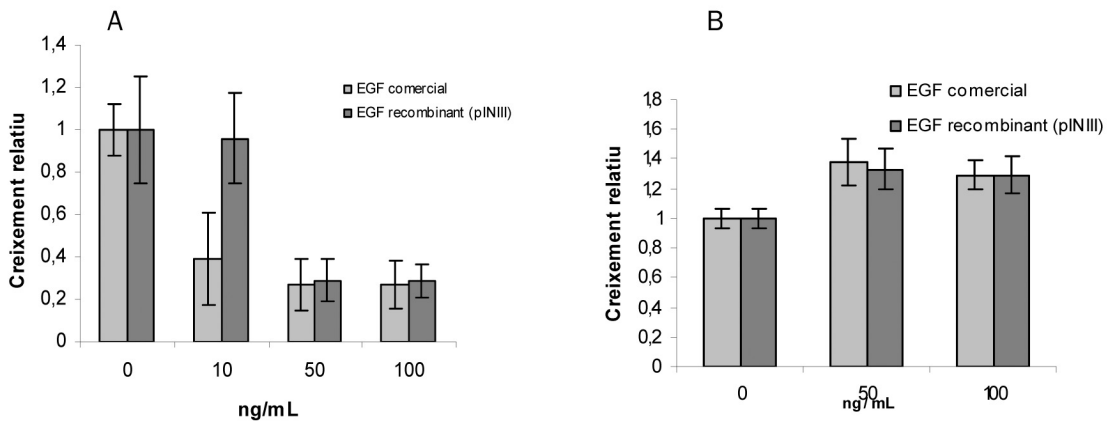 A
Creixement relatiu
1,4
1,2
1
0,8
0,6
0,4
0,2
0
EGF comercial
EGF recombinant (pINIII)
0 10 50 100
ng/mL
B
Creixement relatiu
1,8
1,6
1,4
1,2
1
0,8
0,6
0,4
0,2
0
EGF comercial
EGF recombinant (pINIII)
0 50 100
ng/mL